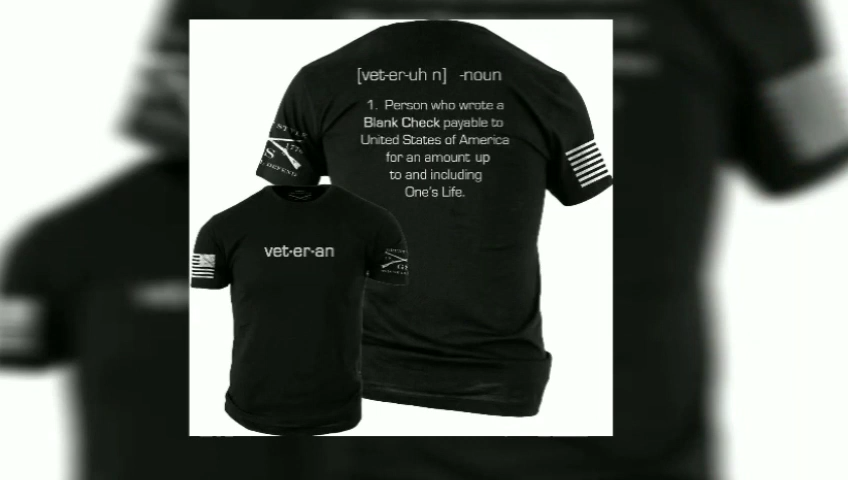 [vet-er-uh n] -noun
1. Person who wrote a
Blank Check payable to
United States of America
for an amount up
to and including
One's Life.
vet-er-an